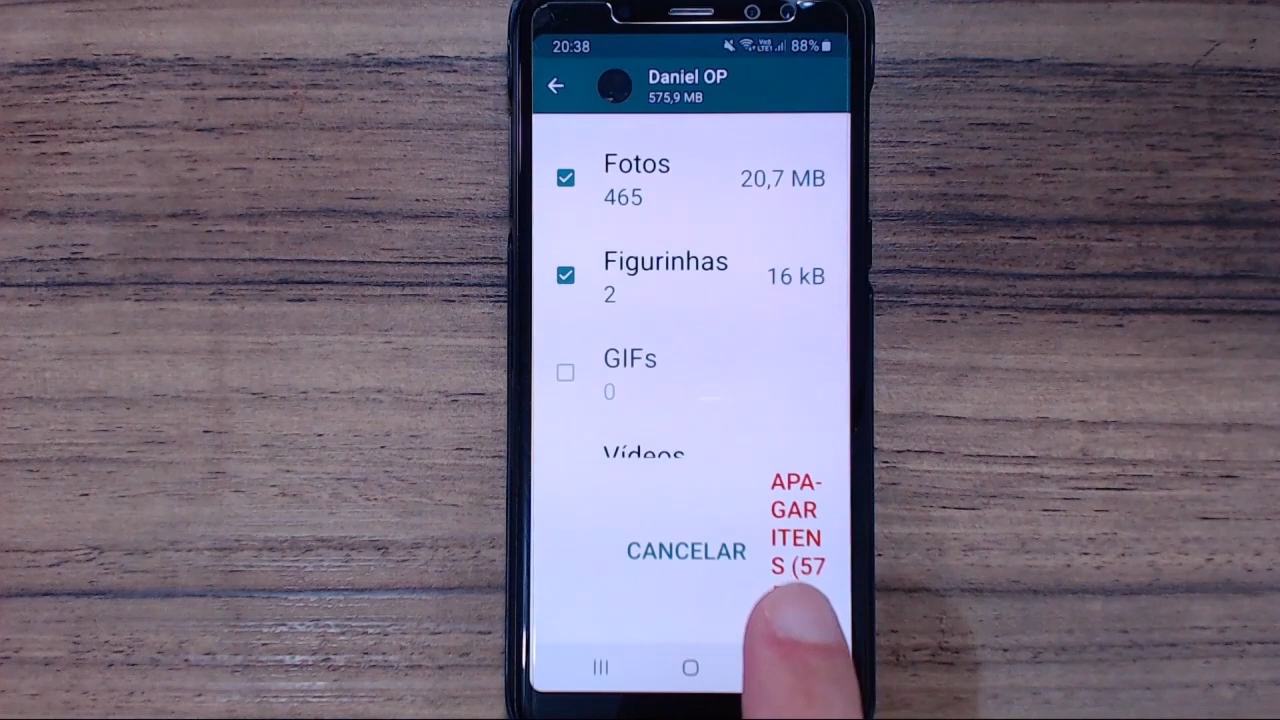 20:38
88%
Daniel OP
575,9 MB
Fotos
20,7 MB
465
Figurinhas
16 kB
2
GIFs
0
Vídeos
APA-
GAR
ITEN
S (57
CANCELAR